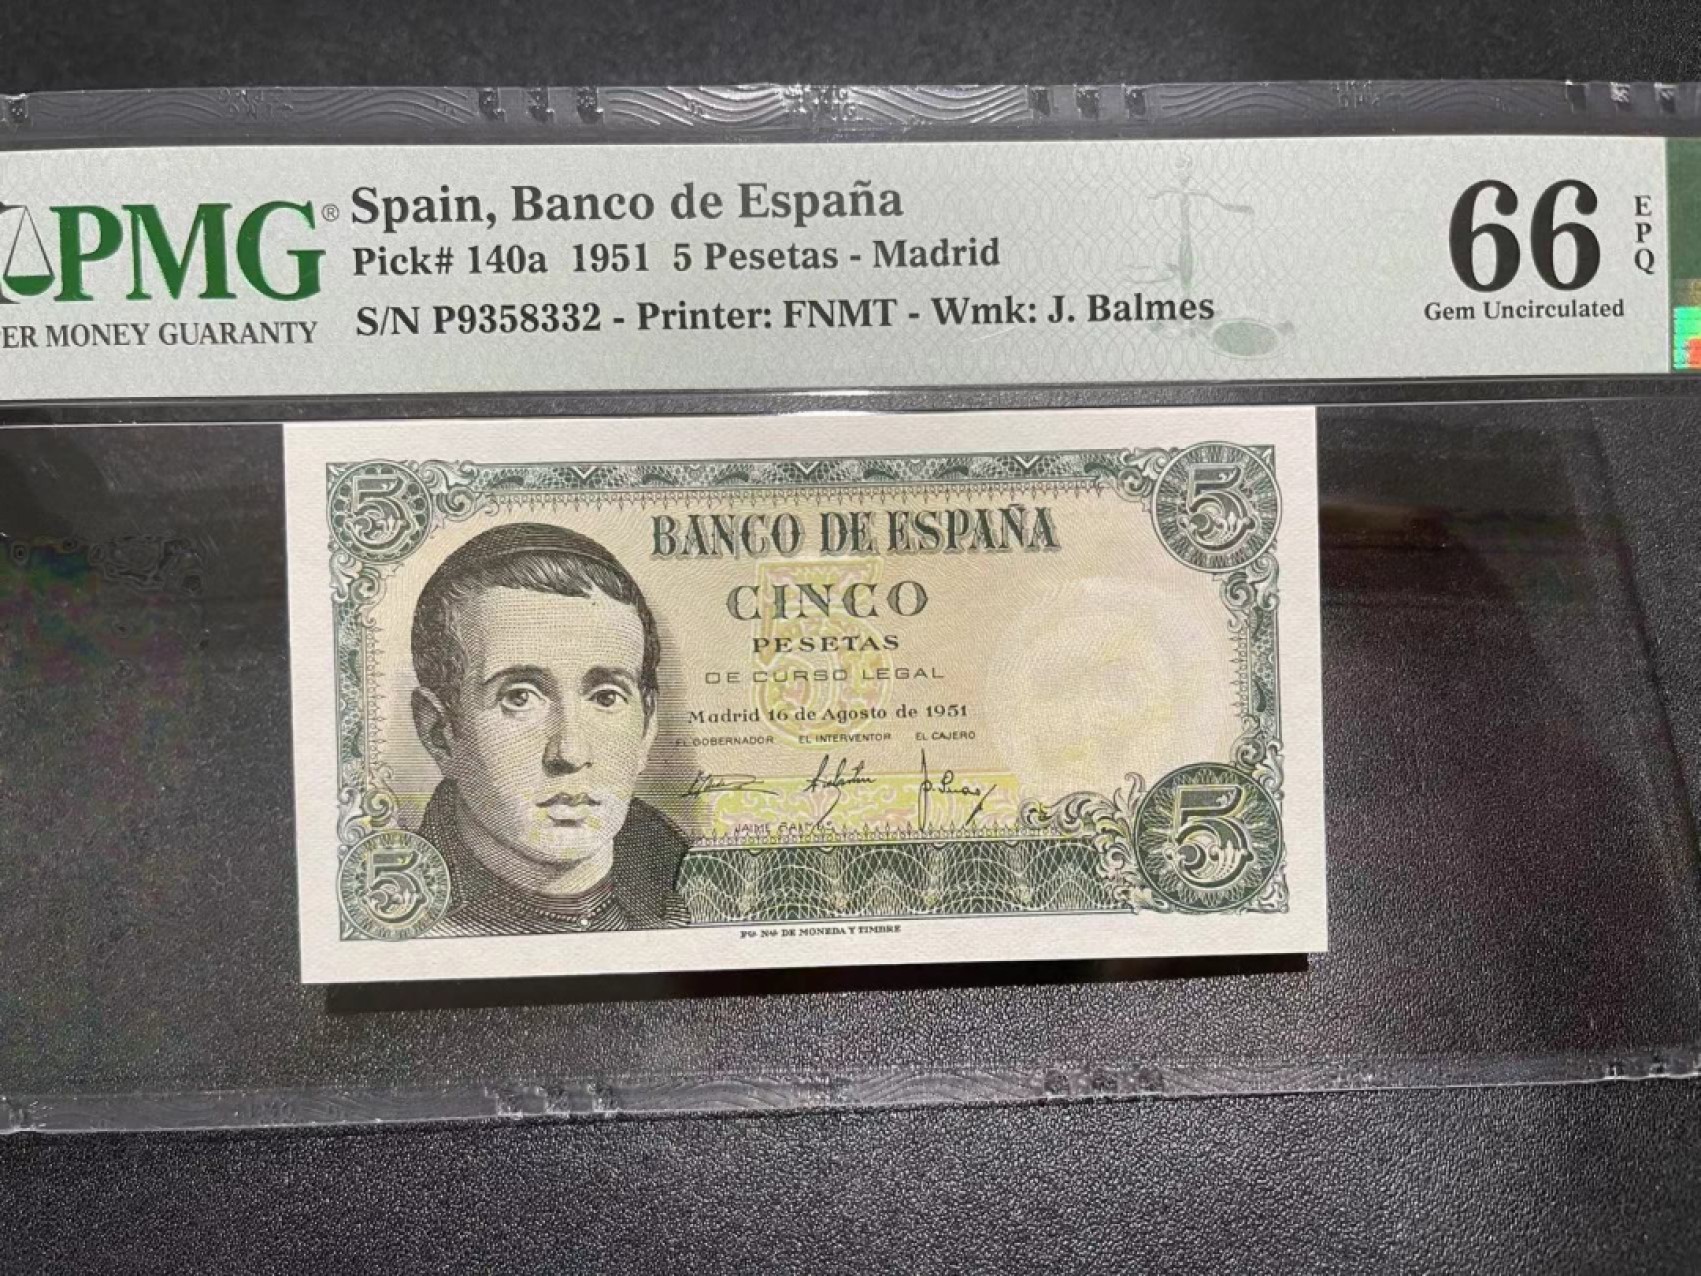 PMG®
ER MONEY GUARANTY
Spain, Banco de España
Pick# 140a 1951 5 Pesetas - Madrid
S/N P9358332 - Printer: FNMT - Wmk: J. Balmes
66 EPQ
Gem Uncirculated
5
5
BANCO DE ESPAÑA
CINCO
PESETAS
DE CURSO LEGAL
Madrid 16 de Agosto de 1951
EL GOBERNADOR EL INTERVENTOR EL CAJERO
JAIME
5
5
DE MONEDA Y TIMBRE